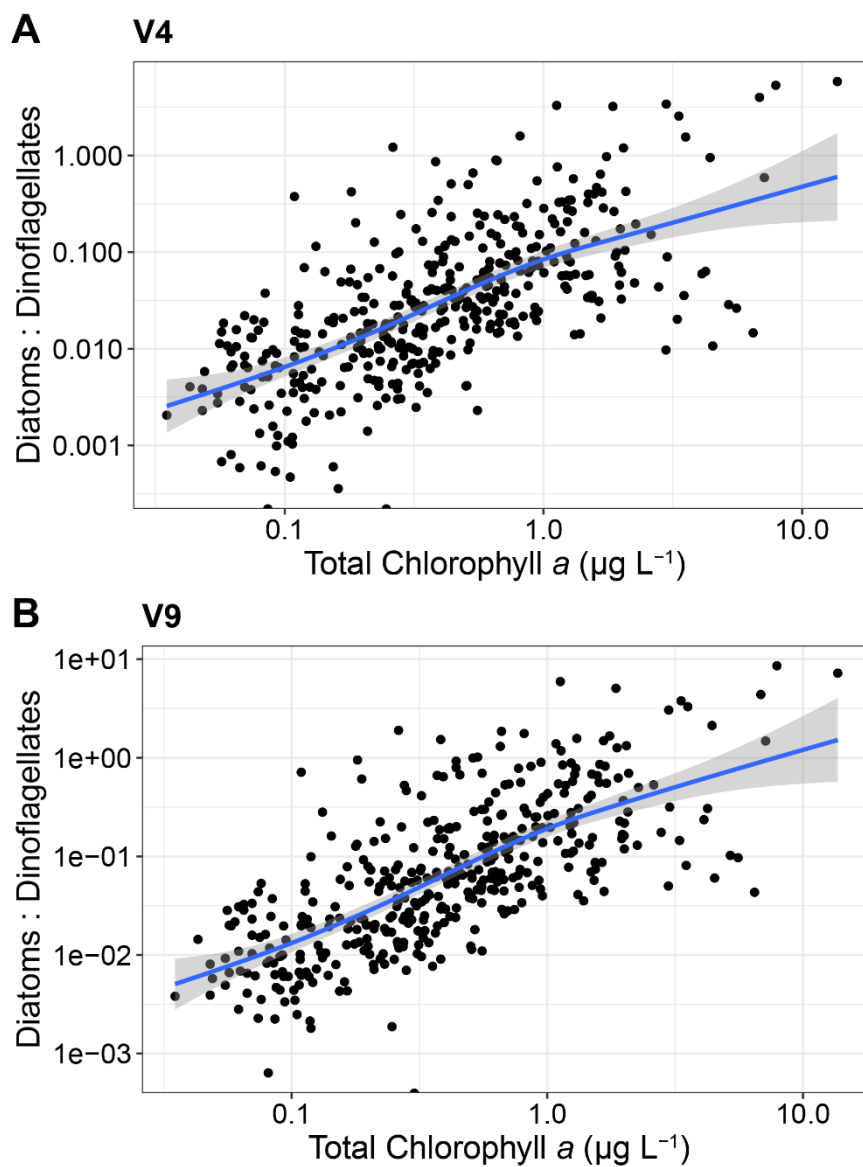 A
V4
Diatoms : Dinoflagellates
1.000
0.100
0.010
0.001
0.1 1.0 10.0
Total Chlorophyll a (μg L⁻¹)
B
V9
Diatoms : Dinoflagellates
1e+01
1e+00
1e−01
1e−02
1e−03
0.1 1.0 10.0
Total Chlorophyll a (μg L⁻¹)